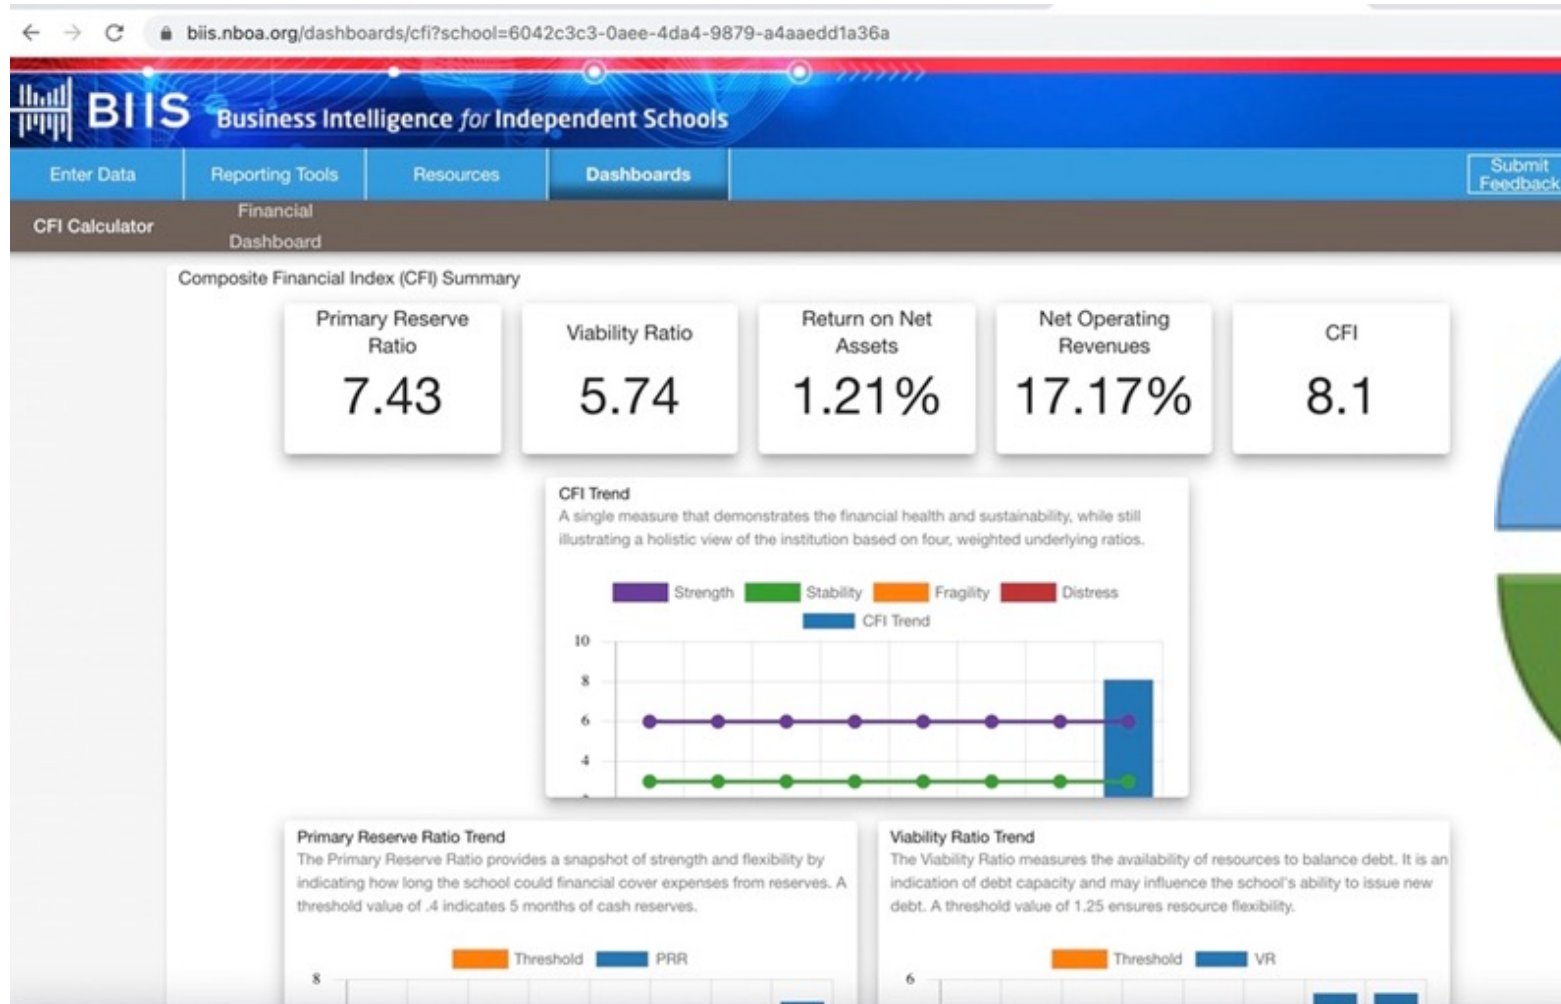 biis.nboa.org/dashboards/cfi?school=6042c3c3-0aee-4da4-9879-a4aaedd1a36a
BIIS Business Intelligence for Independent Schools
Enter Data Reporting Tools Resources Dashboards Submit
Feedback
CFI Calculator Financial
Dashboard
Composite Financial Index (CFI) Summary
Primary Reserve
Ratio
7.43
Viability Ratio
5.74
Return on Net
Assets
1.21%
Net Operating
Revenues
17.17%
CFI
8.1
CFI Trend
A single measure that demonstrates the financial health and sustainability, while still
illustrating a holistic view of the institution based on four, weighted underlying ratios.
Strength Stability Fragility Distress
CFI Trend
10
8
6
4
Primary Reserve Ratio Trend
The Primary Reserve Ratio provides a snapshot of strength and flexibility by
indicating how long the school could financial cover expenses from reserves. A
threshold value of .4 indicates 5 months of cash reserves.
Threshold PRR
8
Viability Ratio Trend
The Viability Ratio measures the availability of resources to balance debt. It is an
indication of debt capacity and may influence the school's ability to issue new
debt. A threshold value of 1.25 ensures resource flexibility.
Threshold VR
6